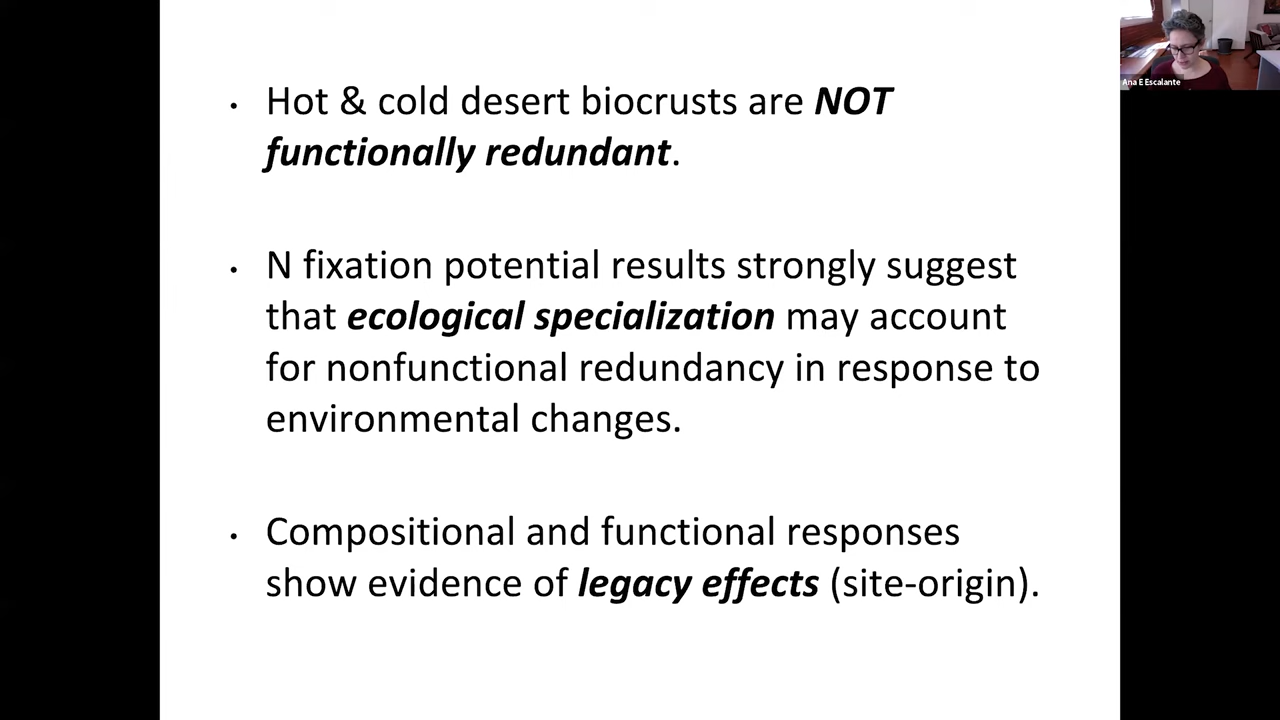 Hot & cold desert biocrusts are NOT
functionally redundant.
N fixation potential results strongly suggest
that ecological specialization may account
for nonfunctional redundancy in response to
environmental changes.
Compositional and functional responses
show evidence of legacy effects (site-origin).
Ana E Escalante